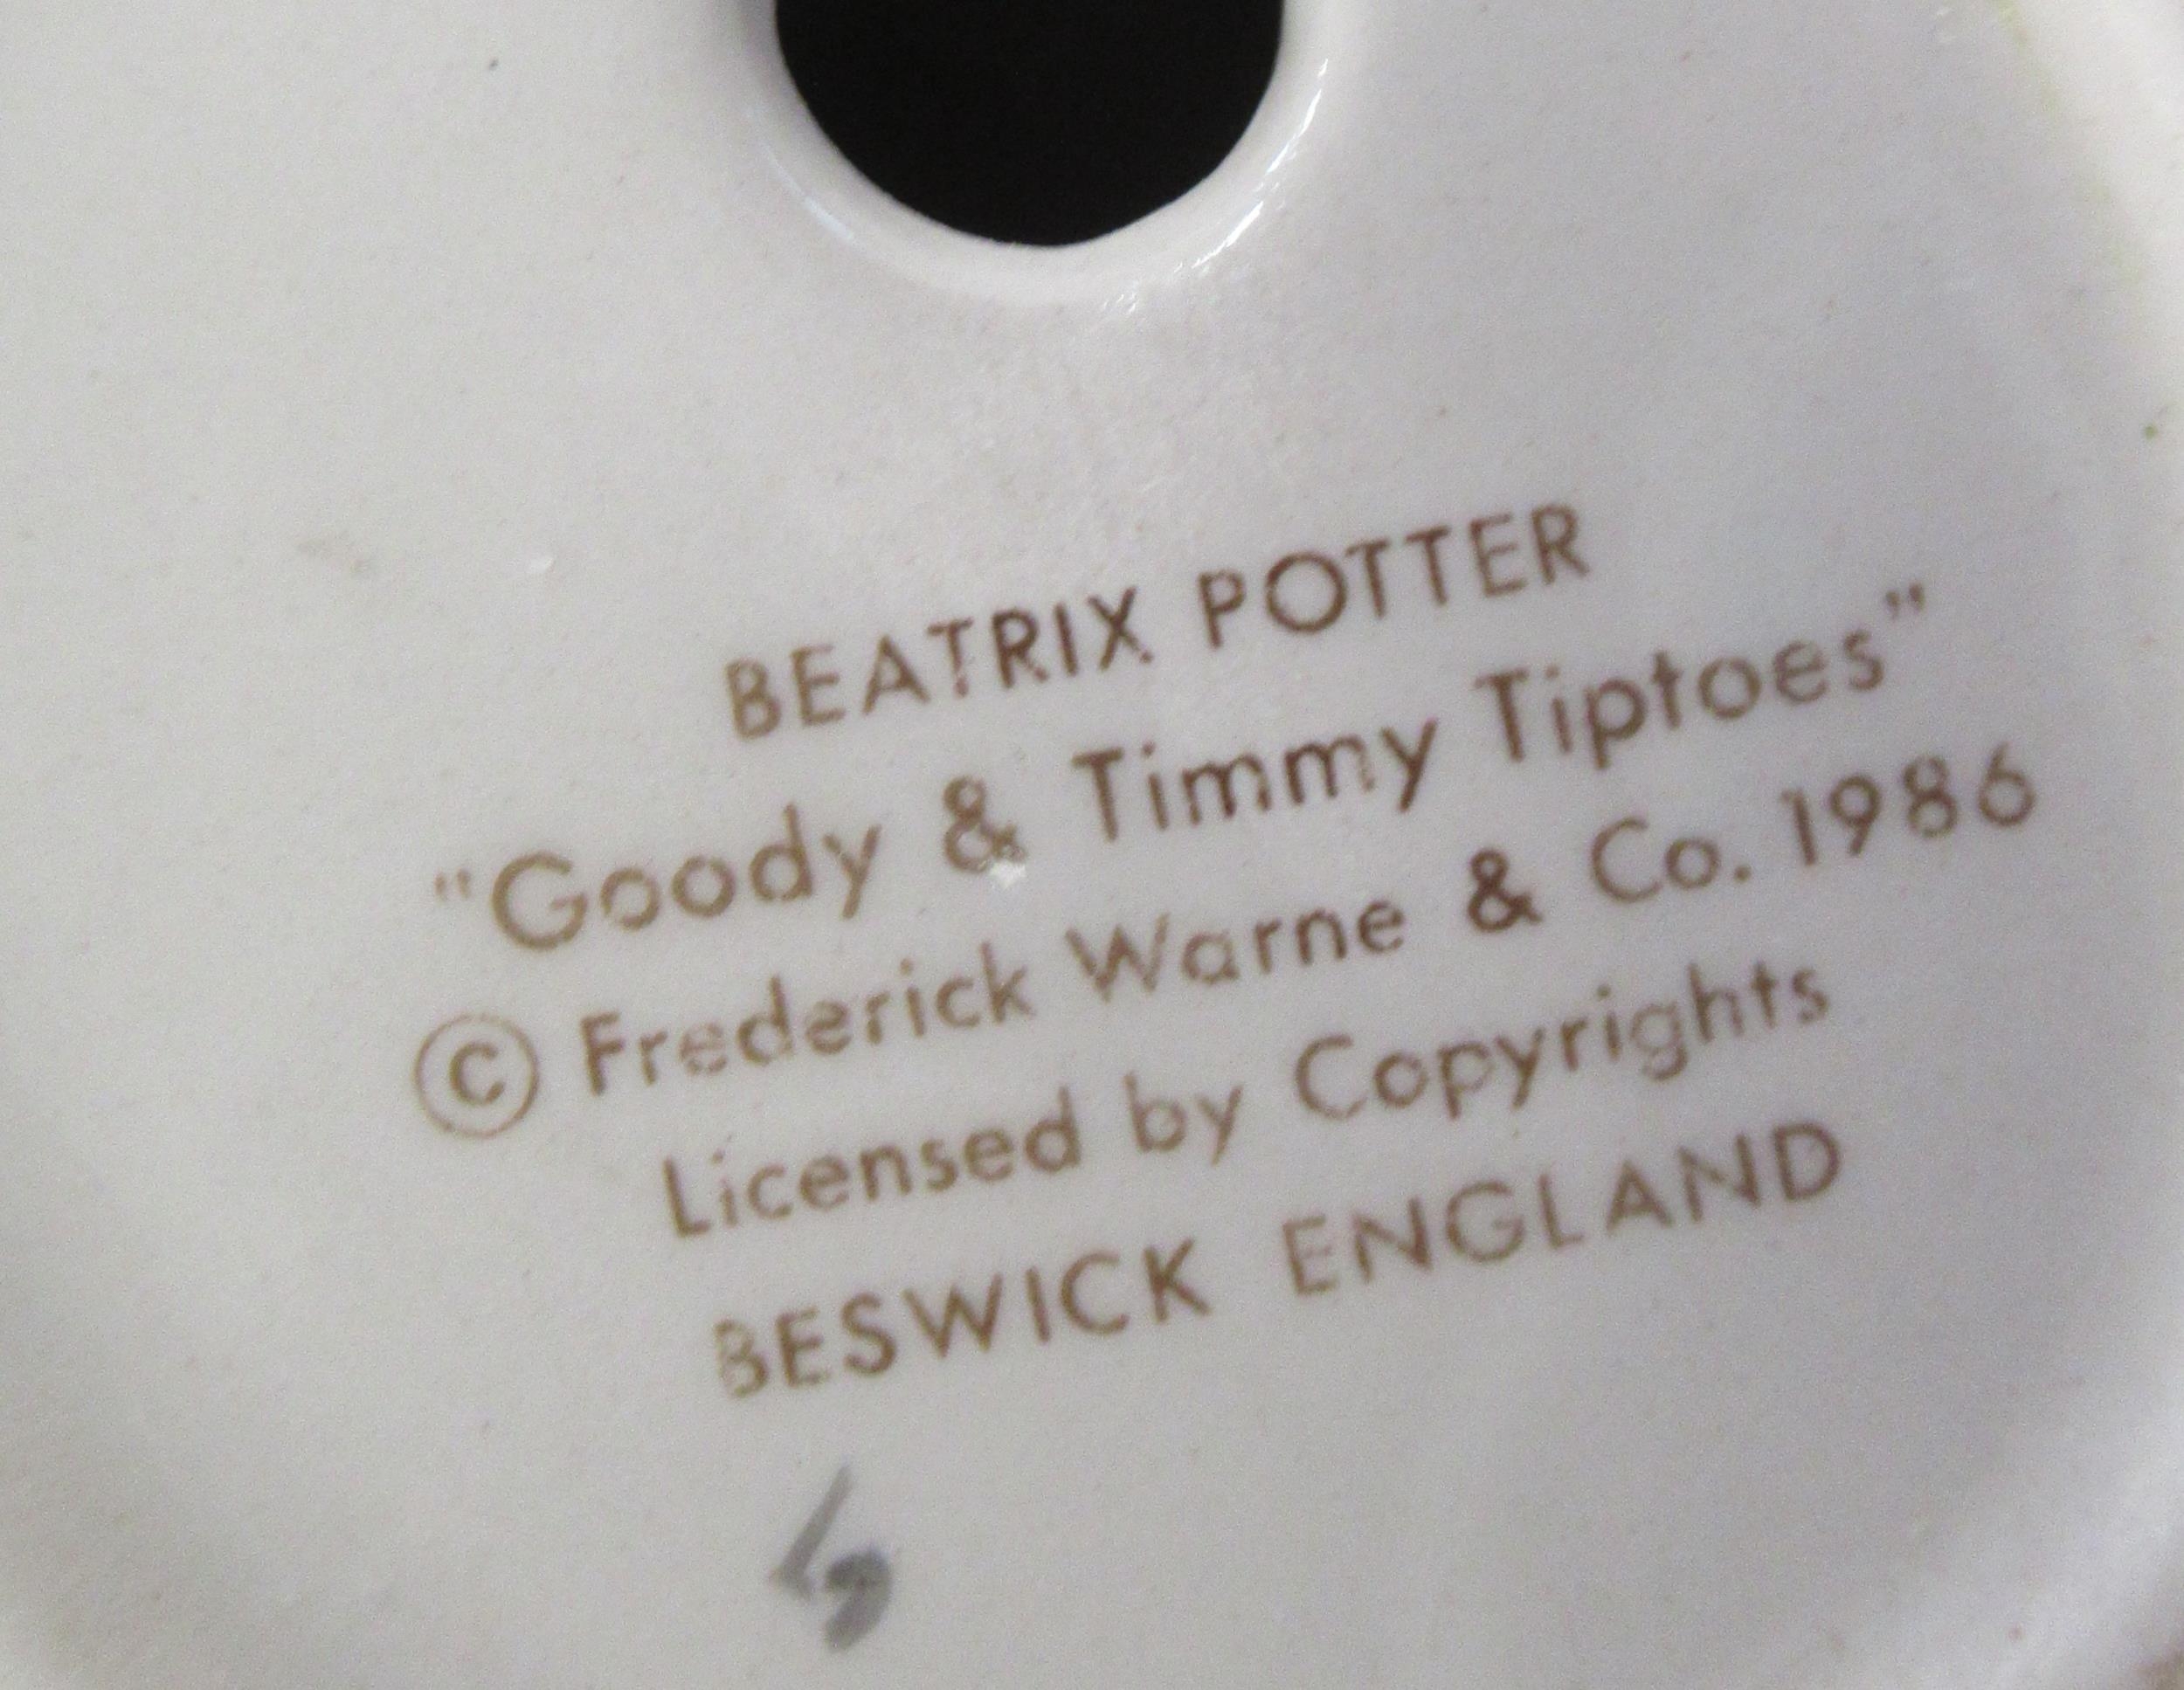 BEATRIX POTTER
"Goody & Timmy Tiptoes"
© Frederick Warne & Co. 1986
Licensed by Copyrights
BESWICK ENGLAND